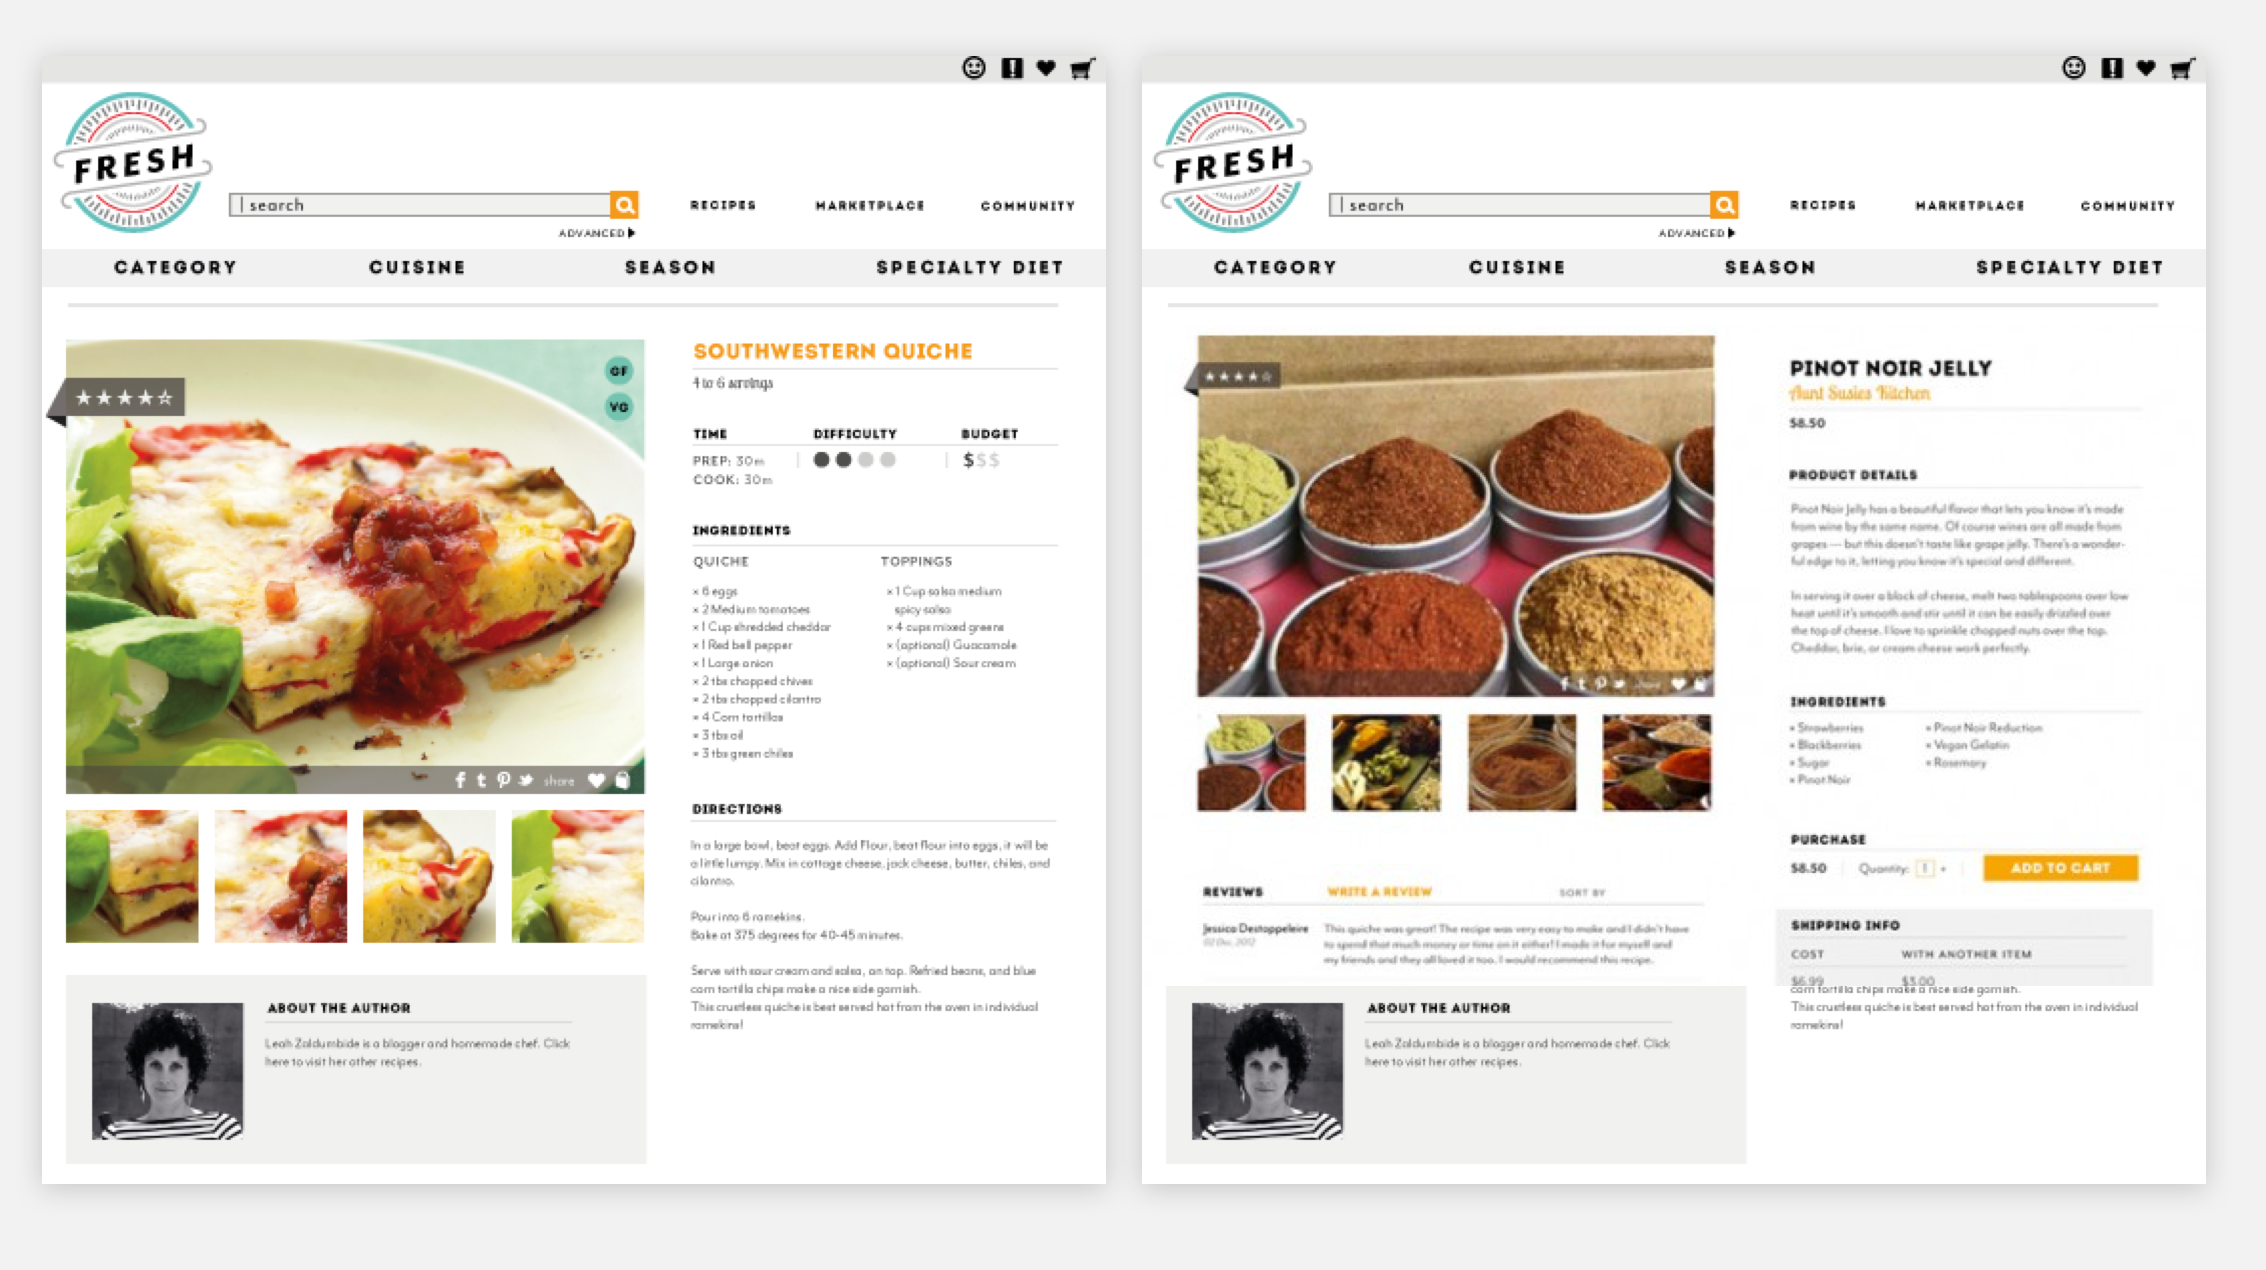 FRESH
search
ADVANCED
RECIPES
MARKETPLACE
COMMUNITY
CATEGORY
CUISINE
SEASON
SPECIALTY DIET
GF
VG
share
SOUTHWESTERN QUICHE
4 to 6 servings
TIME
DIFFICULTY
BUDGET
PREP: 30m
$$$
COOK: 30m
INGREDIENTS
QUICHE
× 6 eggs
× 2 Medium tomatoes
× 1 Cup shredded cheddar
× 1 Red bell pepper
× 1 Large onion
× 2 tbs chopped chives
× 2 tbs chopped cilantro
× 4 Corn tortillas
× 3 tbs oil
× 3 tbs green chiles
TOPPINGS
× 1 Cup salsa medium
spicy salsa
× 4 cups mixed greens
× (optional) Guacamole
× (optional) Sour cream
DIRECTIONS
In a large bowl, beat eggs. Add Flour, beat flour into eggs, it will be
a little lumpy. Mix in cottage cheese, jack cheese, butter, chiles, and
cilantro.
Pour into 6 ramekins.
Bake at 375 degrees for 40-45 minutes.
Serve with sour cream and salsa, on top. Refried beans, and blue
corn tortilla chips make a nice side garnish.
This crustless quiche is best served hot from the oven in individual
ramekins!
ABOUT THE AUTHOR
Leah Zaldumbide is a blogger and homemade chef. Click
here to visit her other recipes.
FRESH
search
ADVANCED
RECIPES
MARKETPLACE
COMMUNITY
CATEGORY
CUISINE
SEASON
SPECIALTY DIET
share
PINOT NOIR JELLY
Aunt Susies Kitchen
$8.50
PRODUCT DETAILS
Pinot Noir Jelly has a beautiful flavor that lets you know it's made
from wine by the same name. Of course wines are all made from
grapes — but this doesn't taste like grape jelly. There's a wonder-
ful edge to it, letting you know it's special and different.
In serving it over a block of cheese, melt two tablespoons over low
heat until it's smooth and stir until it can be easily drizzled over
the top of cheese. I love to sprinkle chopped nuts over the top.
Cheddar, brie, or cream cheese work perfectly.
INGREDIENTS
× Strawberries
× Blackberries
× Sugar
× Pinot Noir
× Pinot Noir Reduction
× Vegan Gelatin
× Rosemary
PURCHASE
$8.50
Quantity: 1 +
ADD TO CART
SHIPPING INFO
COST
WITH ANOTHER ITEM
$6.99
$3.00
corn tortilla chips make a nice side garnish.
This crustless quiche is best served hot from the oven in individual
ramekins!
REVIEWS
WRITE A REVIEW
SORT BY
Jessica Destappeleire
02 Dec, 2012
This quiche was great! The recipe was very easy to make and I didn't have
to spend that much money or time on it either! I made it for myself and
my friends and they all loved it too. I would recommend this recipe.
ABOUT THE AUTHOR
Leah Zaldumbide is a blogger and homemade chef. Click
here to visit her other recipes.